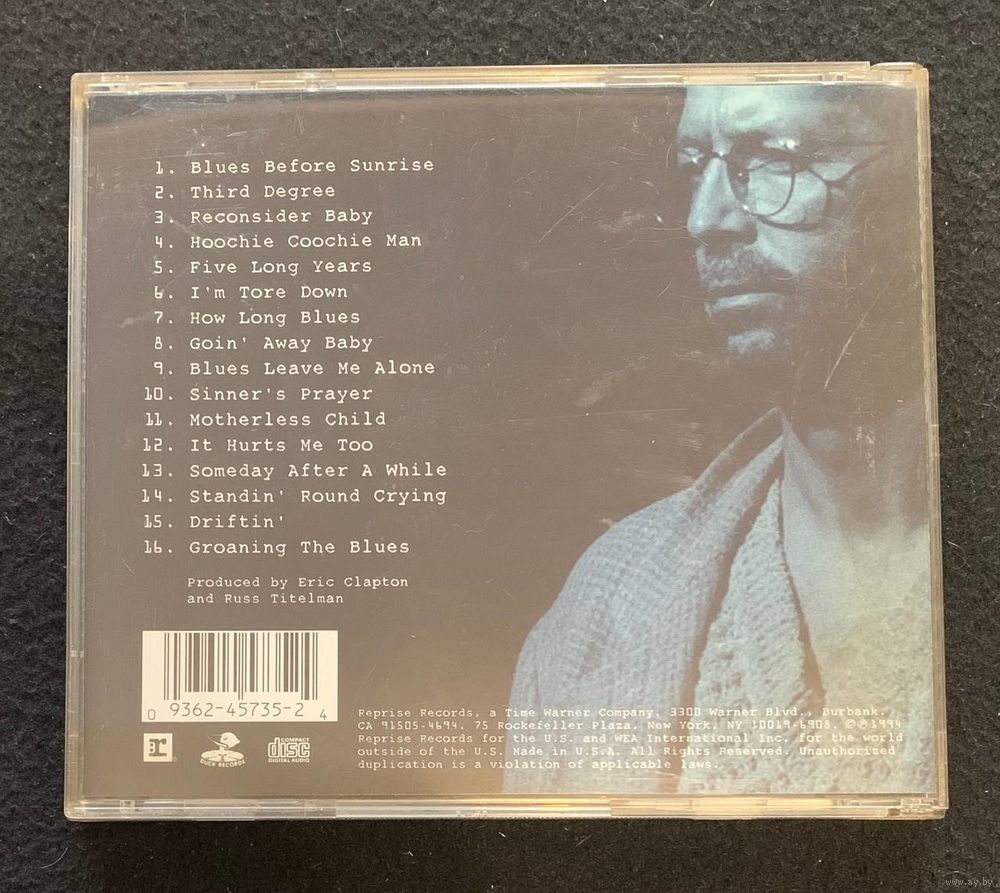 1. Blues Before Sunrise
2. Third Degree
3. Reconsider Baby
4. Hoochie Coochie Man
5. Five Long Years
6. I'm Tore Down
7. How Long Blues
8. Goin' Away Baby
9. Blues Leave Me Alone
10. Sinner's Prayer
11. Motherless Child
12. It Hurts Me Too
13. Someday After A While
14. Standin' Round Crying
15. Driftin'
16. Groaning The Blues
Produced by Eric Clapton
and Russ Titelman
0 9362-45735-2 4
r ®
DUCK RECORDS
COMPACT
disc
DIGITAL AUDIO
Reprise Records, a Time Warner Company. 3300 Warner Blvd., Burbank,
CA 91505-4694. 75 Rockefeller Plaza, New York, NY 10019-6908. ©℗1994
Reprise Records for the U.S. and WEA International Inc. for the world
outside of the U.S. Made in U.S.A. All Rights Reserved. Unauthorized
duplication is a violation of applicable laws.
www.ay.by